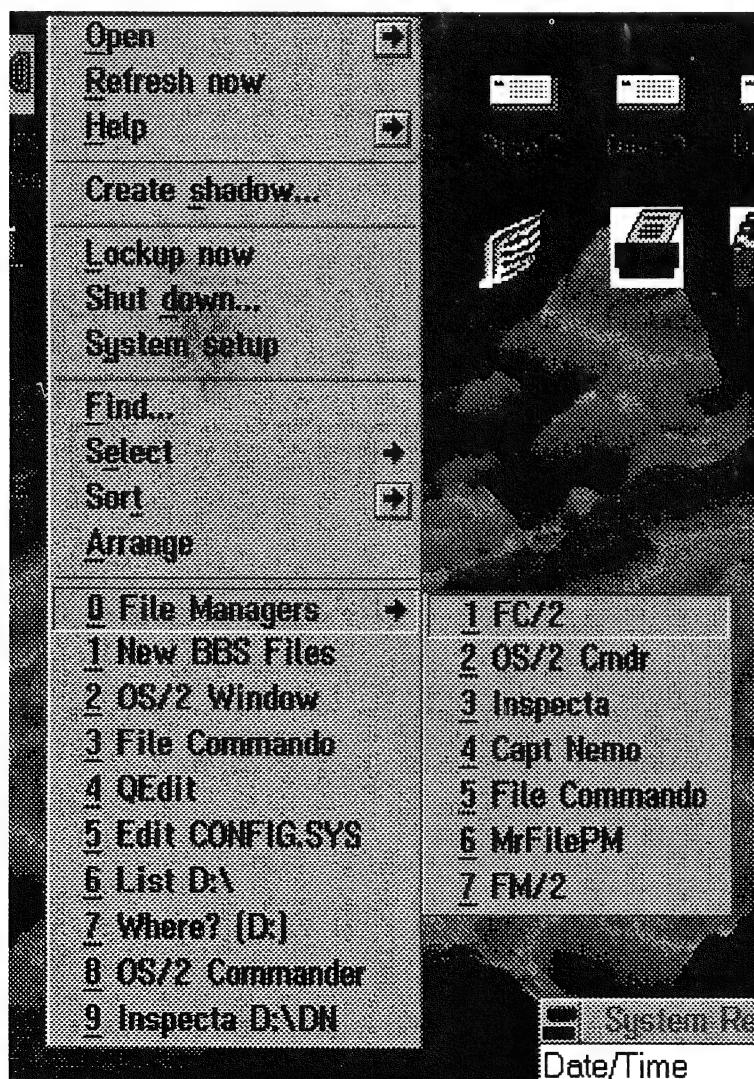 Open
Refresh now
Help
Create shadow...
Lockup now
Shut down...
System setup
Find...
Select
Sort
Arrange
0 File Managers
1 New BBS Files
2 OS/2 Window
3 File Commando
4 QEdit
5 Edit CONFIG.SYS
6 List D:\
7 Where? (D:)
8 OS/2 Commander
9 Inspecta D:\DN
1 FC/2
2 OS/2 Cmdr
3 Inspecta
4 Capt Nemo
5 File Commando
6 MrFilePM
7 FM/2
System Re
Date/Time